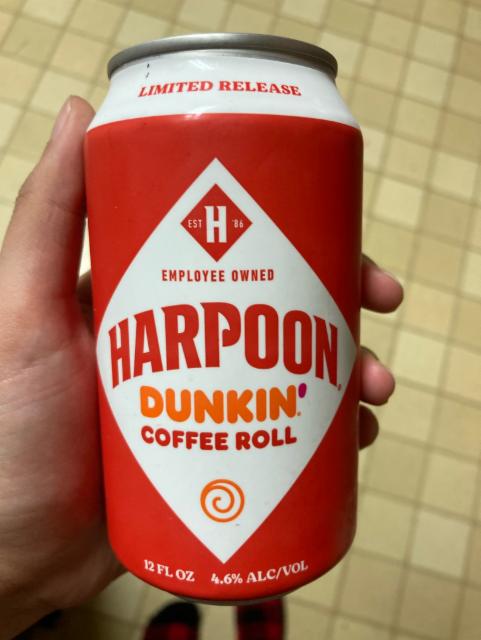 LIMITED RELEASE
EST H '86
EMPLOYEE OWNED
HARPOON
DUNKIN'
COFFEE ROLL
12 FL OZ 4.6% ALC/VOL